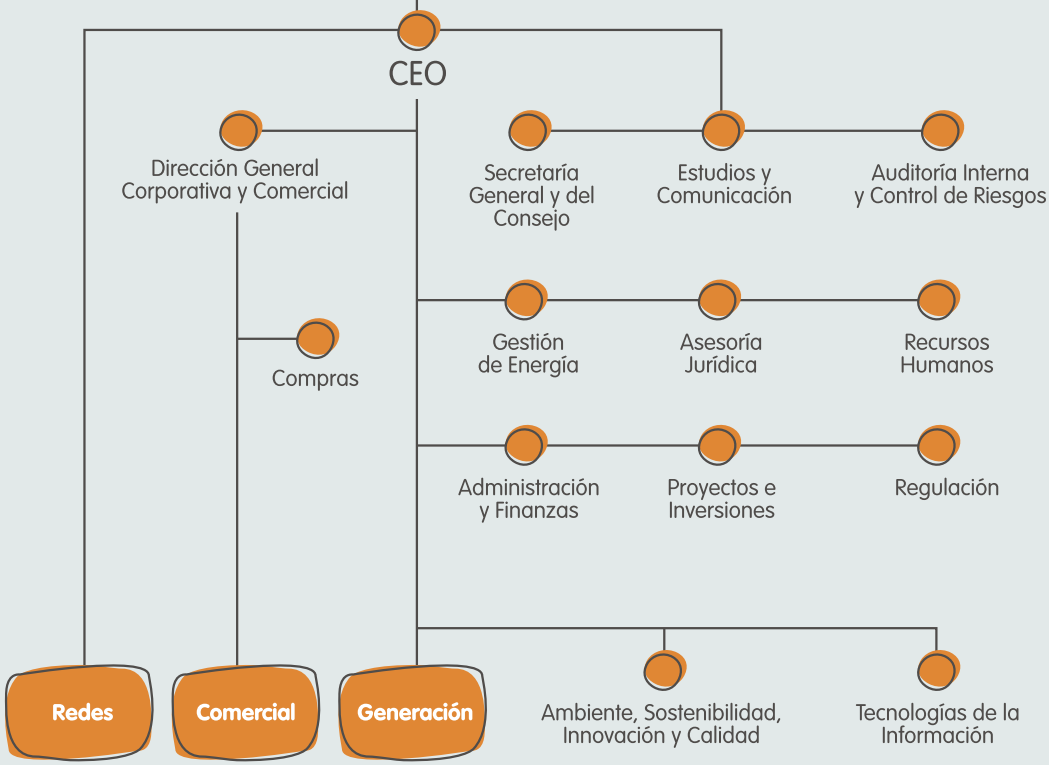 CEO
Dirección General
Corporativa y Comercial
Secretaría
General y del
Consejo
Estudios y
Comunicación
Auditoría Interna
y Control de Riesgos
Compras
Gestión
de Energía
Asesoría
Jurídica
Recursos
Humanos
Administración
y Finanzas
Proyectos e
Inversiones
Regulación
Redes
Comercial
Generación
Ambiente, Sostenibilidad,
Innovación y Calidad
Tecnologías de la
Información